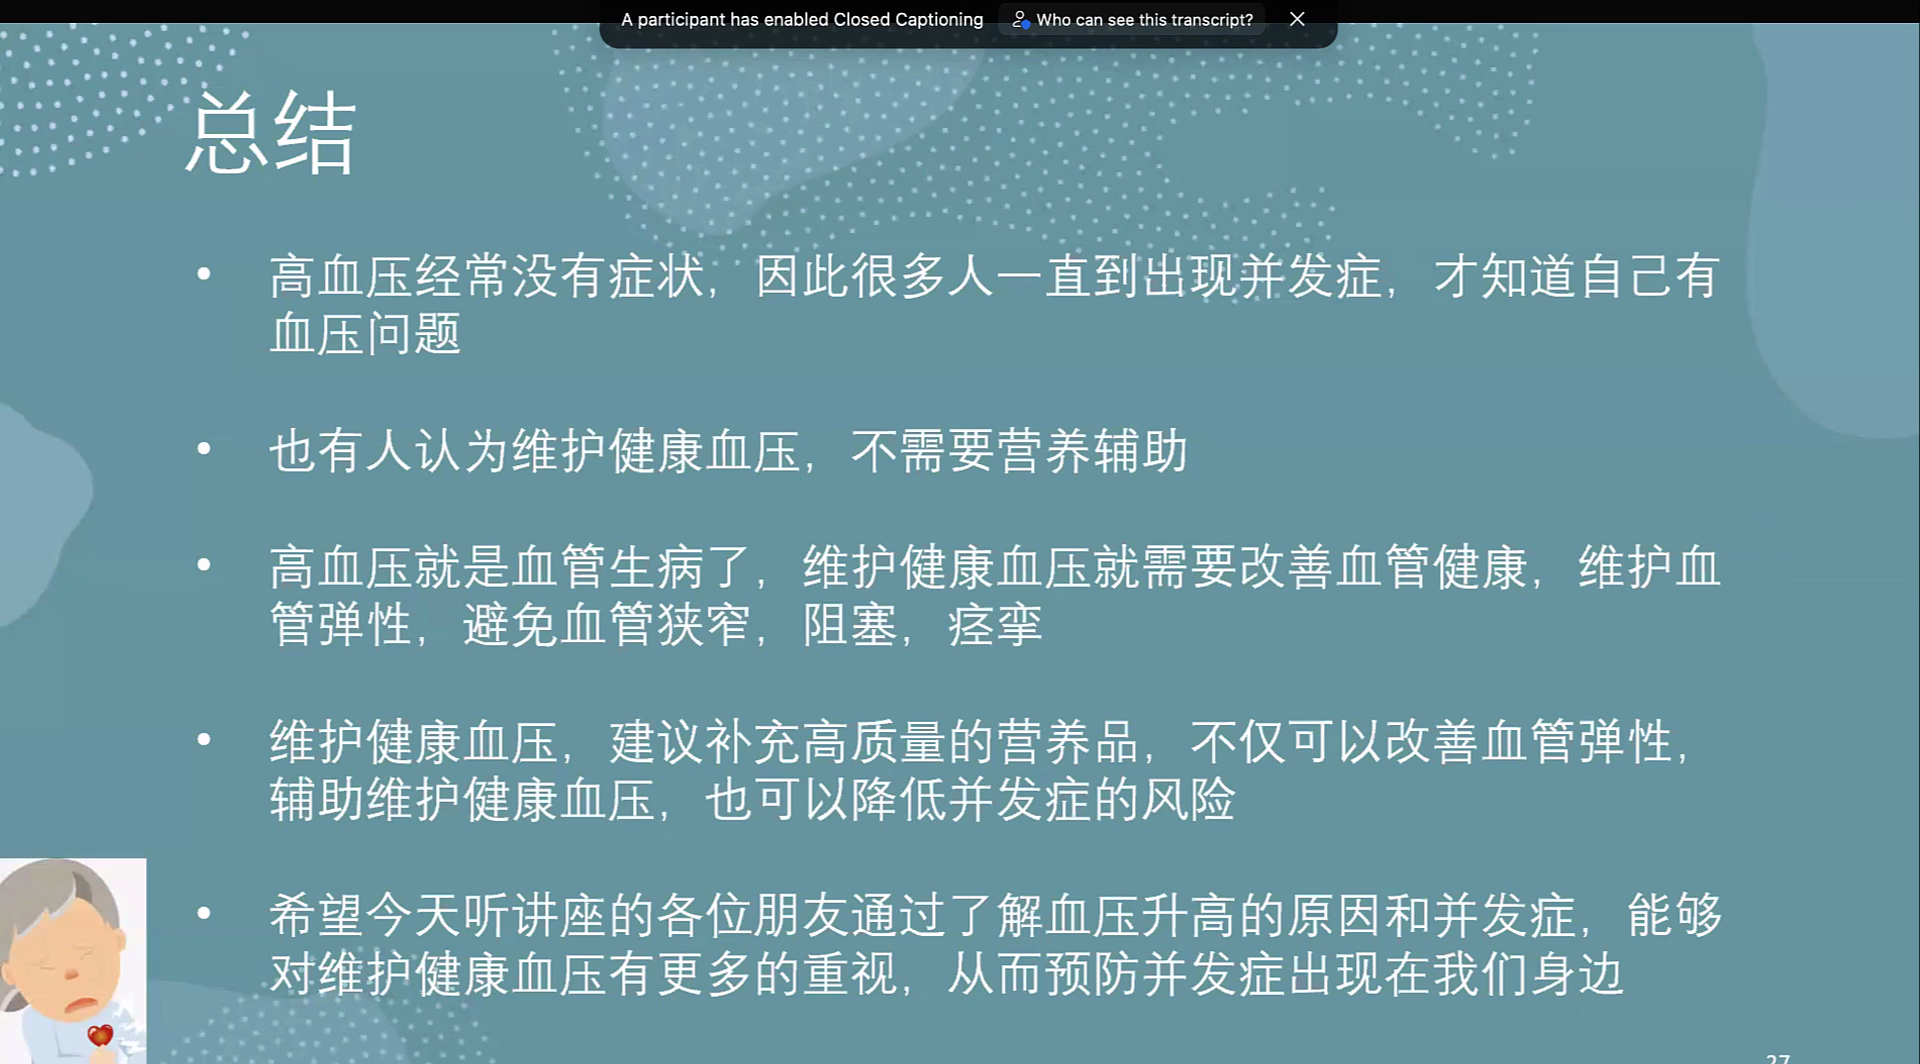 A participant has enabled Closed Captioning Who can see this transcript?
总结
• 高血压经常没有症状，因此很多人一直到出现并发症，才知道自己有
血压问题
• 也有人认为维护健康血压，不需要营养辅助
• 高血压就是血管生病了，维护健康血压就需要改善血管健康，维护血
管弹性，避免血管狭窄，阻塞，痉挛
• 维护健康血压，建议补充高质量的营养品，不仅可以改善血管弹性，
辅助维护健康血压，也可以降低并发症的风险
• 希望今天听讲座的各位朋友通过了解血压升高的原因和并发症，能够
对维护健康血压有更多的重视，从而预防并发症出现在我们身边
27